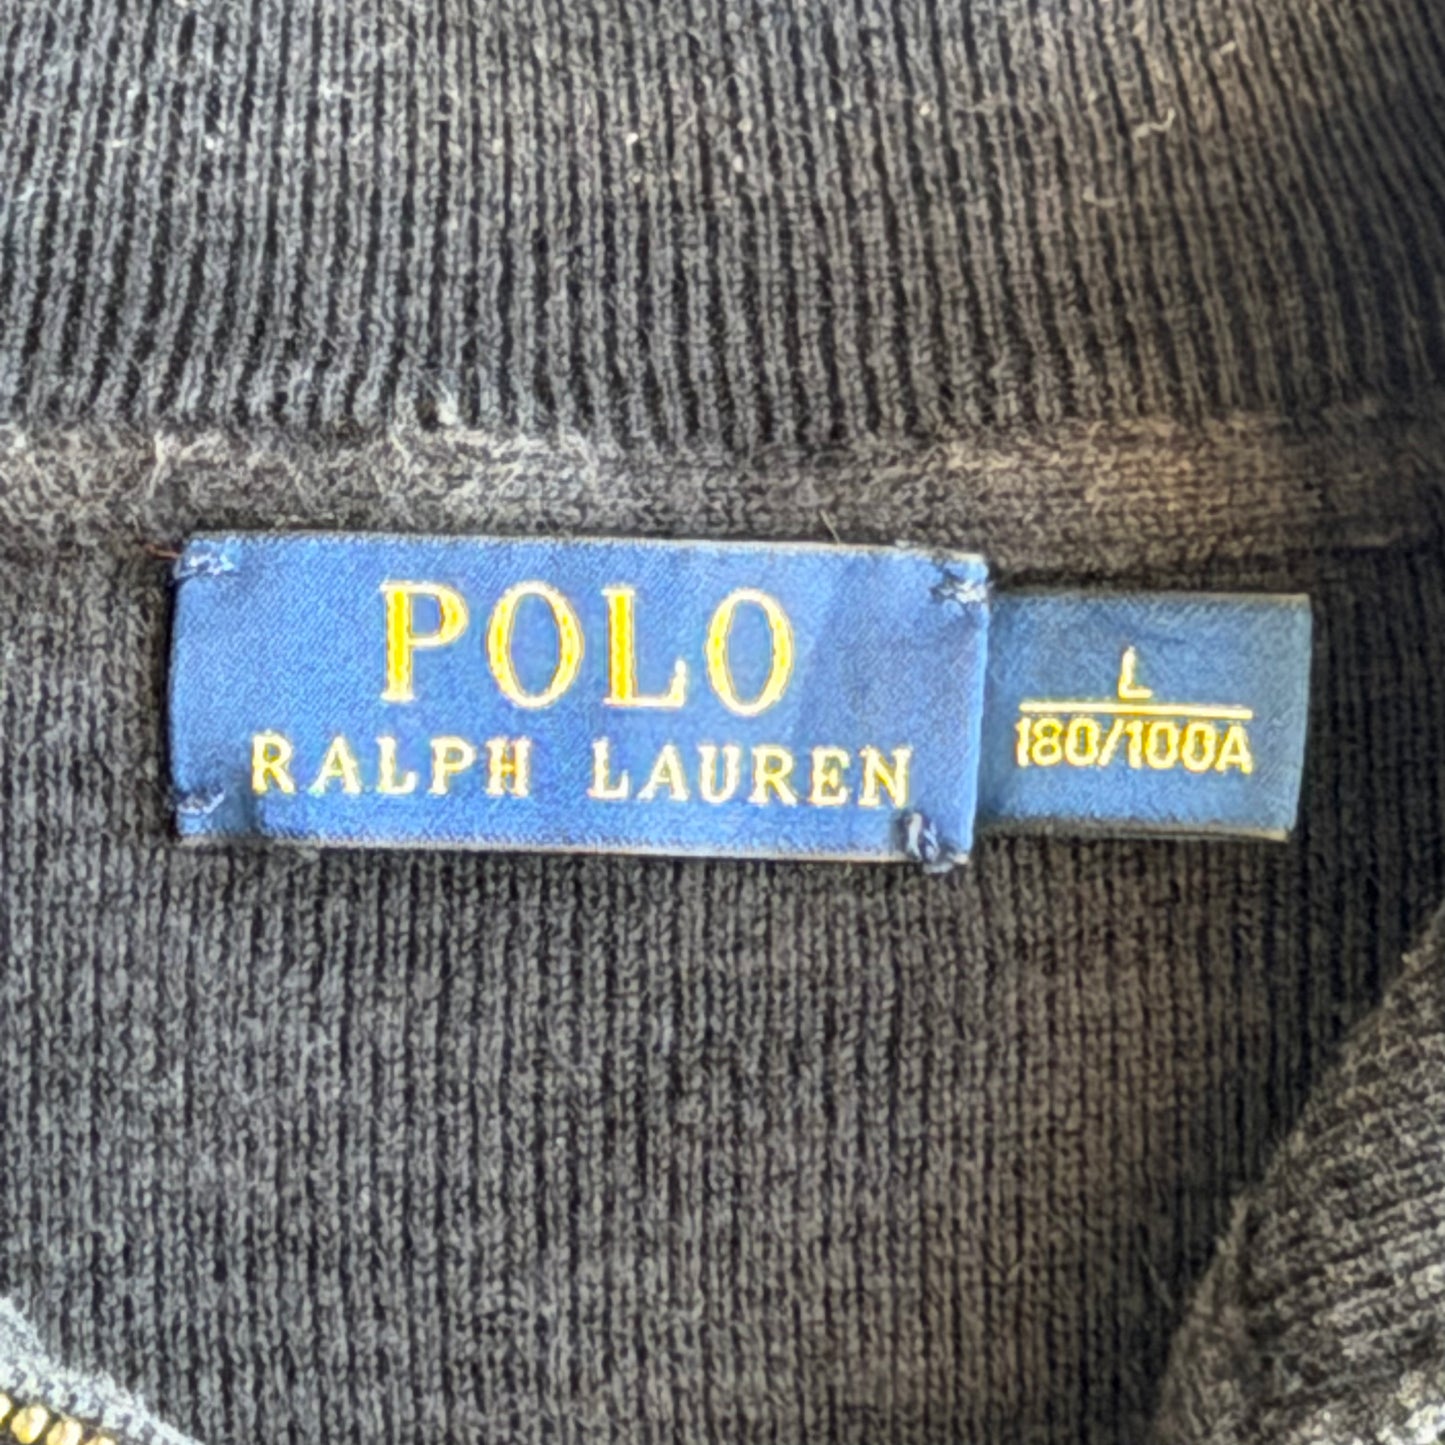 POLO
RALPH LAUREN
L
180/100A